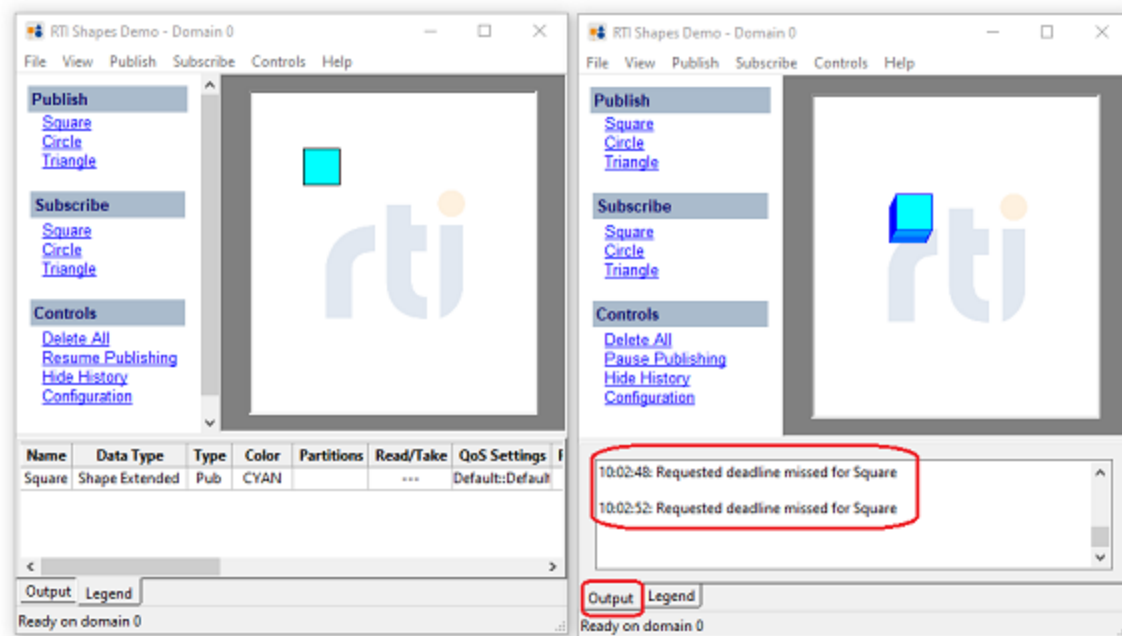 RTI Shapes Demo - Domain 0
File View Publish Subscribe Controls Help
Publish
Square
Circle
Triangle
Subscribe
Square
Circle
Triangle
Controls
Delete All
Resume Publishing
Hide History
Configuration
rti
Name Data Type Type Color Partitions Read/Take QoS Settings
Square Shape Extended Pub CYAN --- Default::Default
Output Legend
Ready on domain 0
RTI Shapes Demo - Domain 0
File View Publish Subscribe Controls Help
Publish
Square
Circle
Triangle
Subscribe
Square
Circle
Triangle
Controls
Delete All
Pause Publishing
Hide History
Configuration
rti
10:02:48: Requested deadline missed for Square
10:02:52: Requested deadline missed for Square
Output Legend
Ready on domain 0